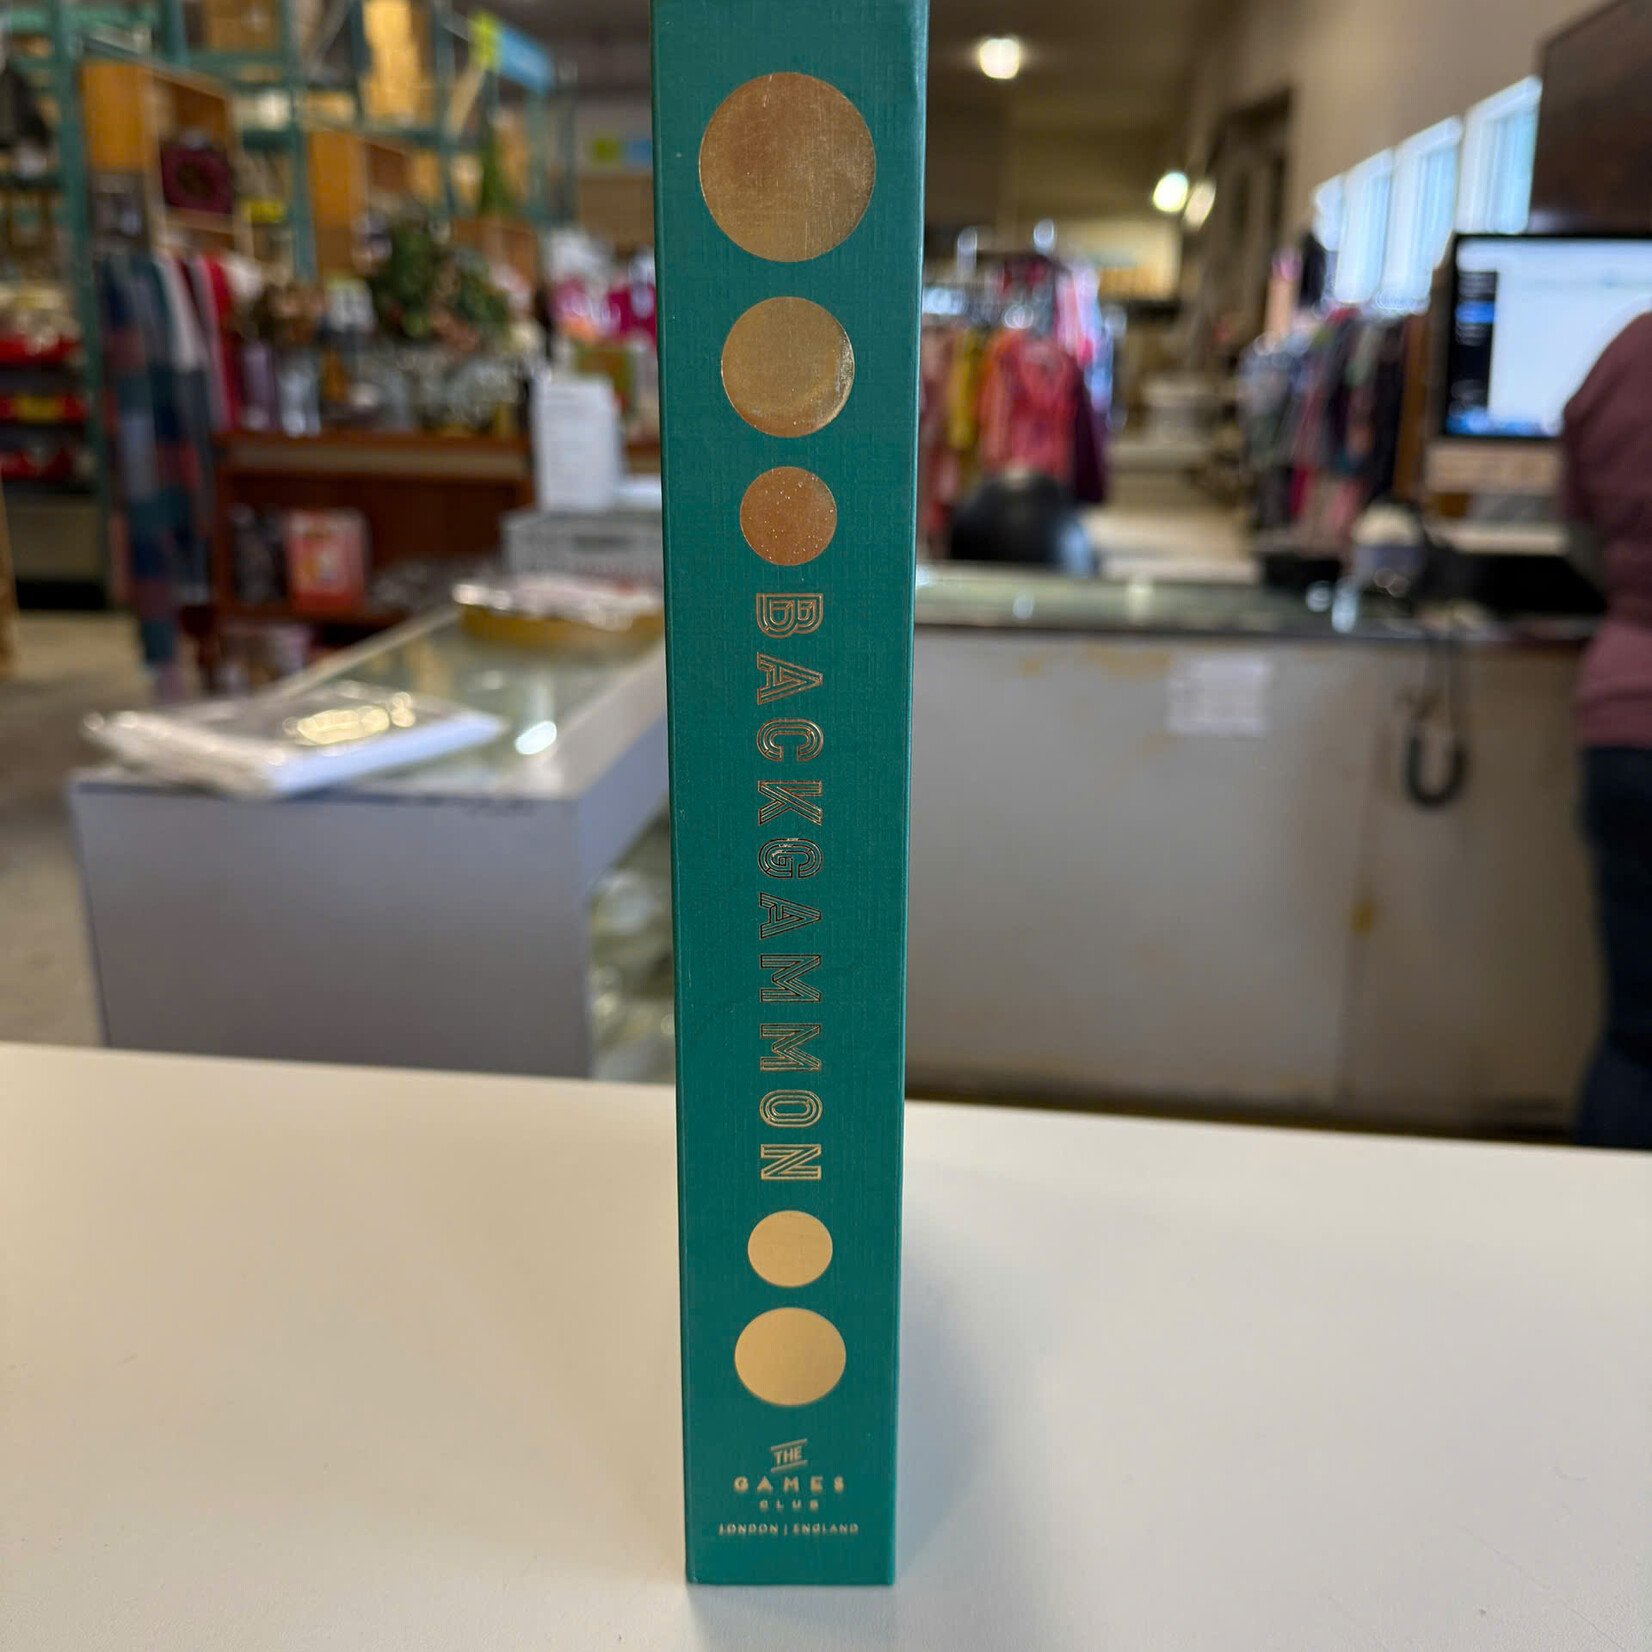 BACKGAMMON
THE
GAMES
CLUB
LONDON | ENGLAND